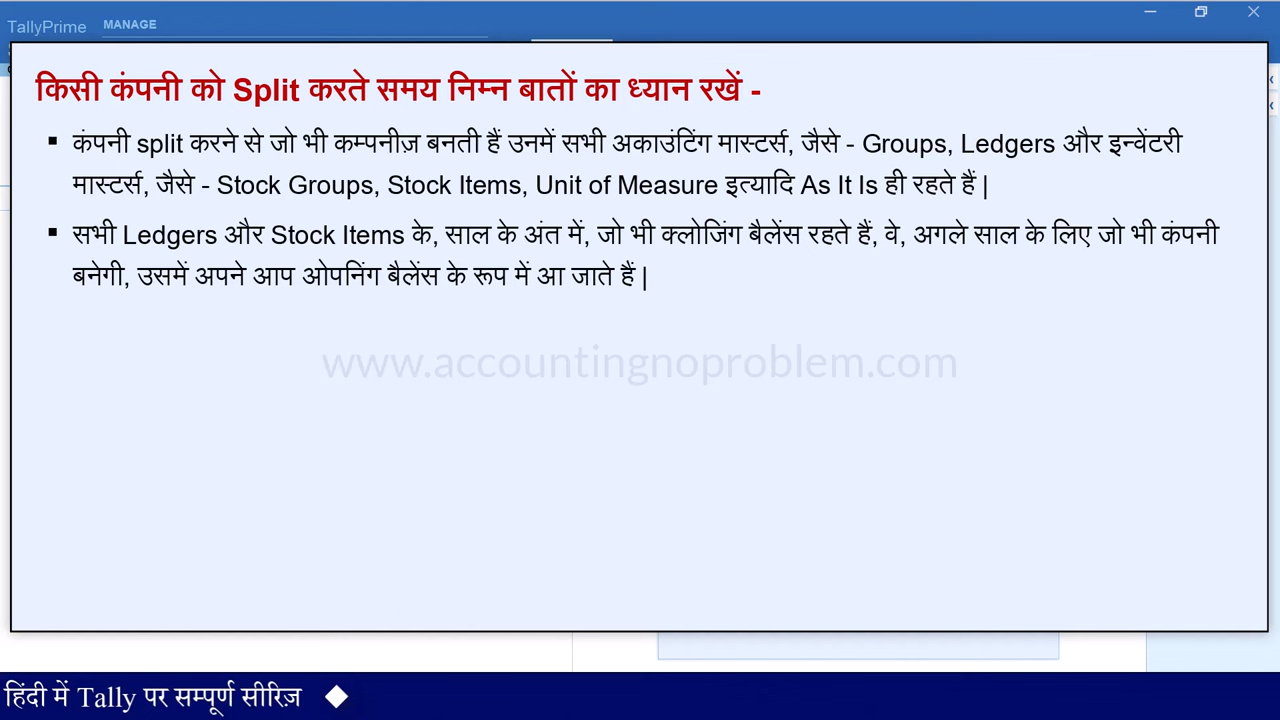 TallyPrime
MANAGE
किसी कंपनी को Split करते समय निम्न बातों का ध्यान रखें -
▪ कंपनी split करने से जो भी कम्पनीज़ बनती हैं उनमें सभी अकाउंटिंग मास्टर्स, जैसे - Groups, Ledgers और इन्वेंटरी
मास्टर्स, जैसे - Stock Groups, Stock Items, Unit of Measure इत्यादि As It Is ही रहते हैं |
▪ सभी Ledgers और Stock Items के, साल के अंत में, जो भी क्लोजिंग बैलेंस रहते हैं, वे, अगले साल के लिए जो भी कंपनी
बनेगी, उसमें अपने आप ओपनिंग बैलेंस के रूप में आ जाते हैं |
www.accountingnoproblem.com
हिंदी में Tally पर सम्पूर्ण सीरिज़